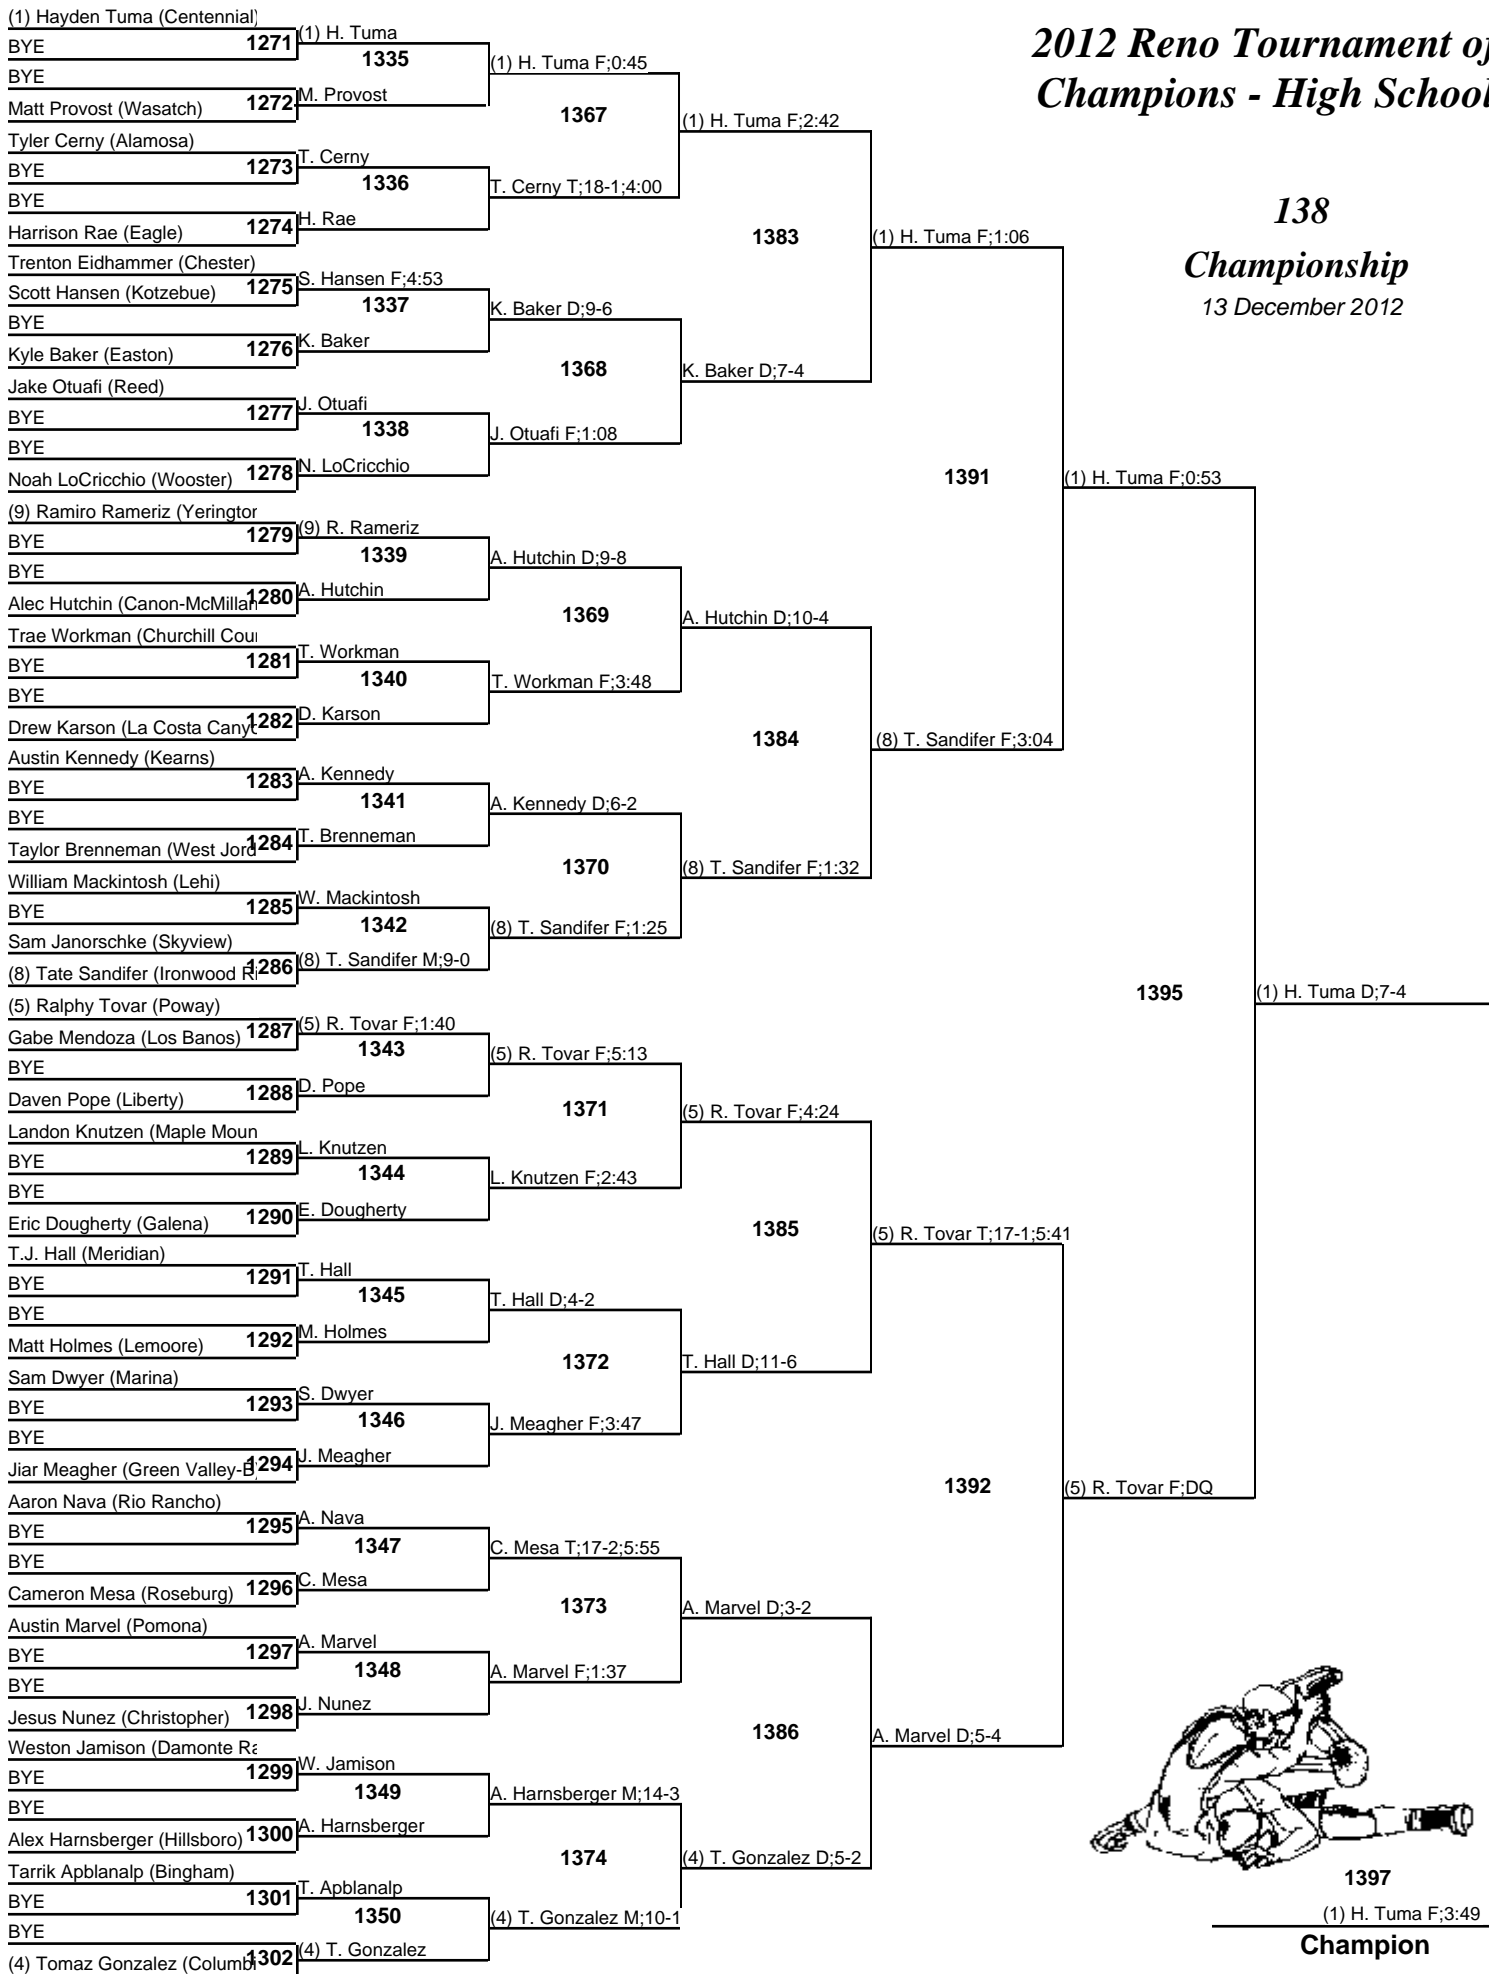 2012 Reno Tournament of
Champions - High School
138
Championship
13 December 2012
(1) Hayden Tuma (Centennial)
BYE
1271
BYE
Matt Provost (Wasatch)
1272
Tyler Cerny (Alamosa)
BYE
1273
BYE
Harrison Rae (Eagle)
1274
Trenton Eidhammer (Chester)
Scott Hansen (Kotzebue)
1275
BYE
Kyle Baker (Easton)
1276
Jake Otuafi (Reed)
BYE
1277
BYE
Noah LoCricchio (Wooster)
1278
(9) Ramiro Rameriz (Yerington
BYE
1279
BYE
Alec Hutchin (Canon-McMillan
1280
Trae Workman (Churchill Cou
BYE
1281
BYE
Drew Karson (La Costa Canyo
1282
Austin Kennedy (Kearns)
BYE
1283
BYE
Taylor Brenneman (West Jord
1284
William Mackintosh (Lehi)
BYE
1285
Sam Janorschke (Skyview)
(8) Tate Sandifer (Ironwood Ri
1286
(5) Ralphy Tovar (Poway)
Gabe Mendoza (Los Banos)
1287
BYE
Daven Pope (Liberty)
1288
Landon Knutzen (Maple Moun
BYE
1289
BYE
Eric Dougherty (Galena)
1290
T.J. Hall (Meridian)
BYE
1291
BYE
Matt Holmes (Lemoore)
1292
Sam Dwyer (Marina)
BYE
1293
BYE
Jiar Meagher (Green Valley-B
1294
Aaron Nava (Rio Rancho)
BYE
1295
BYE
Cameron Mesa (Roseburg)
1296
Austin Marvel (Pomona)
BYE
1297
BYE
Jesus Nunez (Christopher)
1298
Weston Jamison (Damonte Ra
BYE
1299
BYE
Alex Harnsberger (Hillsboro)
1300
Tarrik Apblanalp (Bingham)
BYE
1301
BYE
(4) Tomaz Gonzalez (Columbi
1302
(1) H. Tuma
1335
M. Provost
T. Cerny
1336
H. Rae
S. Hansen F;4:53
1337
K. Baker
J. Otuafi
1338
N. LoCricchio
(9) R. Rameriz
1339
A. Hutchin
T. Workman
1340
D. Karson
A. Kennedy
1341
T. Brenneman
W. Mackintosh
1342
(8) T. Sandifer M;9-0
(5) R. Tovar F;1:40
1343
D. Pope
L. Knutzen
1344
E. Dougherty
T. Hall
1345
M. Holmes
S. Dwyer
1346
J. Meagher
A. Nava
1347
C. Mesa
A. Marvel
1348
J. Nunez
W. Jamison
1349
A. Harnsberger
T. Apblanalp
1350
(4) T. Gonzalez
(1) H. Tuma F;0:45
1367
T. Cerny T;18-1;4:00
K. Baker D;9-6
1368
J. Otuafi F;1:08
A. Hutchin D;9-8
1369
T. Workman F;3:48
A. Kennedy D;6-2
1370
(8) T. Sandifer F;1:25
(5) R. Tovar F;5:13
1371
L. Knutzen F;2:43
T. Hall D;4-2
1372
J. Meagher F;3:47
C. Mesa T;17-2;5:55
1373
A. Marvel F;1:37
A. Harnsberger M;14-3
1374
(4) T. Gonzalez M;10-1
(1) H. Tuma F;2:42
1383
K. Baker D;7-4
A. Hutchin D;10-4
1384
(8) T. Sandifer F;1:32
(5) R. Tovar F;4:24
1385
T. Hall D;11-6
A. Marvel D;3-2
1386
(4) T. Gonzalez D;5-2
(1) H. Tuma F;1:06
1391
(8) T. Sandifer F;3:04
(5) R. Tovar T;17-1;5:41
1392
A. Marvel D;5-4
(1) H. Tuma F;0:53
1395
(5) R. Tovar F;DQ
(1) H. Tuma D;7-4
1397
(1) H. Tuma F;3:49
Champion